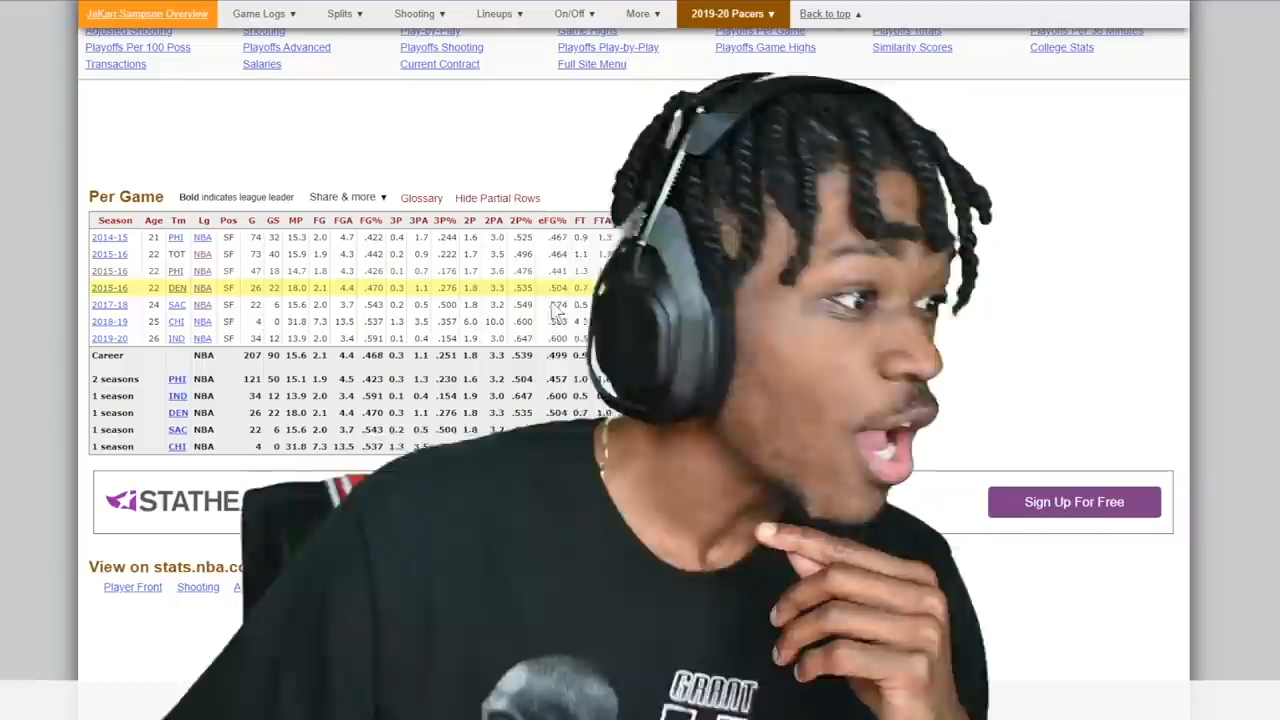 JaKarr Sampson Overview Game Logs ▼ Splits ▼ Shooting ▼ Lineups ▼ On/Off ▼ More ▼ 2019-20 Pacers ▼ Back to top ▲
Adjusted Shooting Shooting Play-by-Play Game Highs Playoffs Per Game Playoffs Totals Playoffs Per 36 Minutes
Playoffs Per 100 Poss Playoffs Advanced Playoffs Shooting Playoffs Play-by-Play Playoffs Game Highs Similarity Scores College Stats
Transactions Salaries Current Contract Full Site Menu
Per Game Bold indicates league leader Share & more ▼ Glossary Hide Partial Rows
Season Age Tm Lg Pos G GS MP FG FGA FG% 3P 3PA 3P% 2P 2PA 2P% eFG% FT FTA
2014-15 21 PHI NBA SF 74 32 15.3 2.0 4.7 .422 0.4 1.7 .244 1.6 3.0 .525 .467 0.9 1.3
2015-16 22 TOT NBA SF 73 40 15.9 1.9 4.3 .442 0.2 0.9 .222 1.7 3.5 .496 .464 1.1
2015-16 22 PHI NBA SF 47 18 14.7 1.8 4.3 .426 0.1 0.7 .176 1.7 3.6 .476 .441 1.3
2015-16 22 DEN NBA SF 26 22 18.0 2.1 4.4 .470 0.3 1.1 .276 1.8 3.3 .535 .504 0.7
2017-18 24 SAC NBA SF 22 6 15.6 2.0 3.7 .543 0.2 0.5 .500 1.8 3.2 .549 0.5
2018-19 25 CHI NBA SF 4 0 31.8 7.3 13.5 .537 1.3 3.5 .357 6.0 10.0 .600
2019-20 26 IND NBA SF 34 12 13.9 2.0 3.4 .591 0.1 0.4 .154 1.9 3.0 .647 .600 0.5
Career NBA 207 90 15.6 2.1 4.4 .468 0.3 1.1 .251 1.8 3.3 .539 .499
2 seasons PHI NBA 121 50 15.1 1.9 4.5 .423 0.3 1.3 .230 1.6 3.2 .504 .457 1.0
1 season IND NBA 34 12 13.9 2.0 3.4 .591 0.1 0.4 .154 1.9 3.0 .647 .600 0.5
1 season DEN NBA 26 22 18.0 2.1 4.4 .470 0.3 1.1 .276 1.8 3.3 .535 .504 0.7 1.0
1 season SAC NBA 22 6 15.6 2.0 3.7 .543 0.2 0.5 .500 1.8
1 season CHI NBA 4 0 31.8 7.3 13.5 .537 1.3
STATHE Sign Up For Free
View on stats.nba.co
Player Front Shooting
GRANT